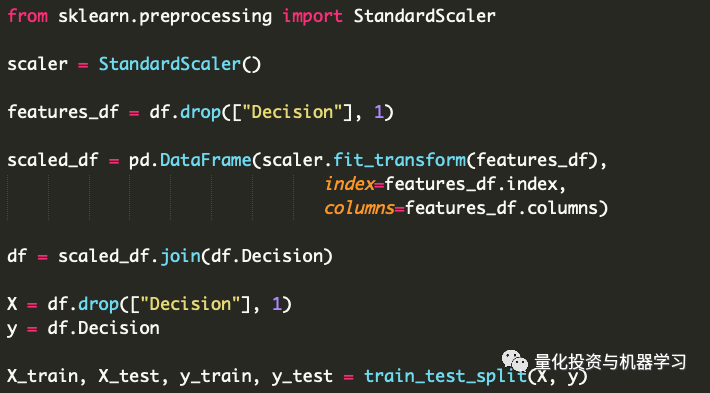 from sklearn.preprocessing import StandardScaler
scaler = StandardScaler()
features_df = df.drop(["Decision"], 1)
scaled_df = pd.DataFrame(scaler.fit_transform(features_df),
index=features_df.index,
columns=features_df.columns)
df = scaled_df.join(df.Decision)
X = df.drop(["Decision"], 1)
y = df.Decision
量化投资与机器学习
X_train, X_test, y_train, y_test = train_test_split(X, y)